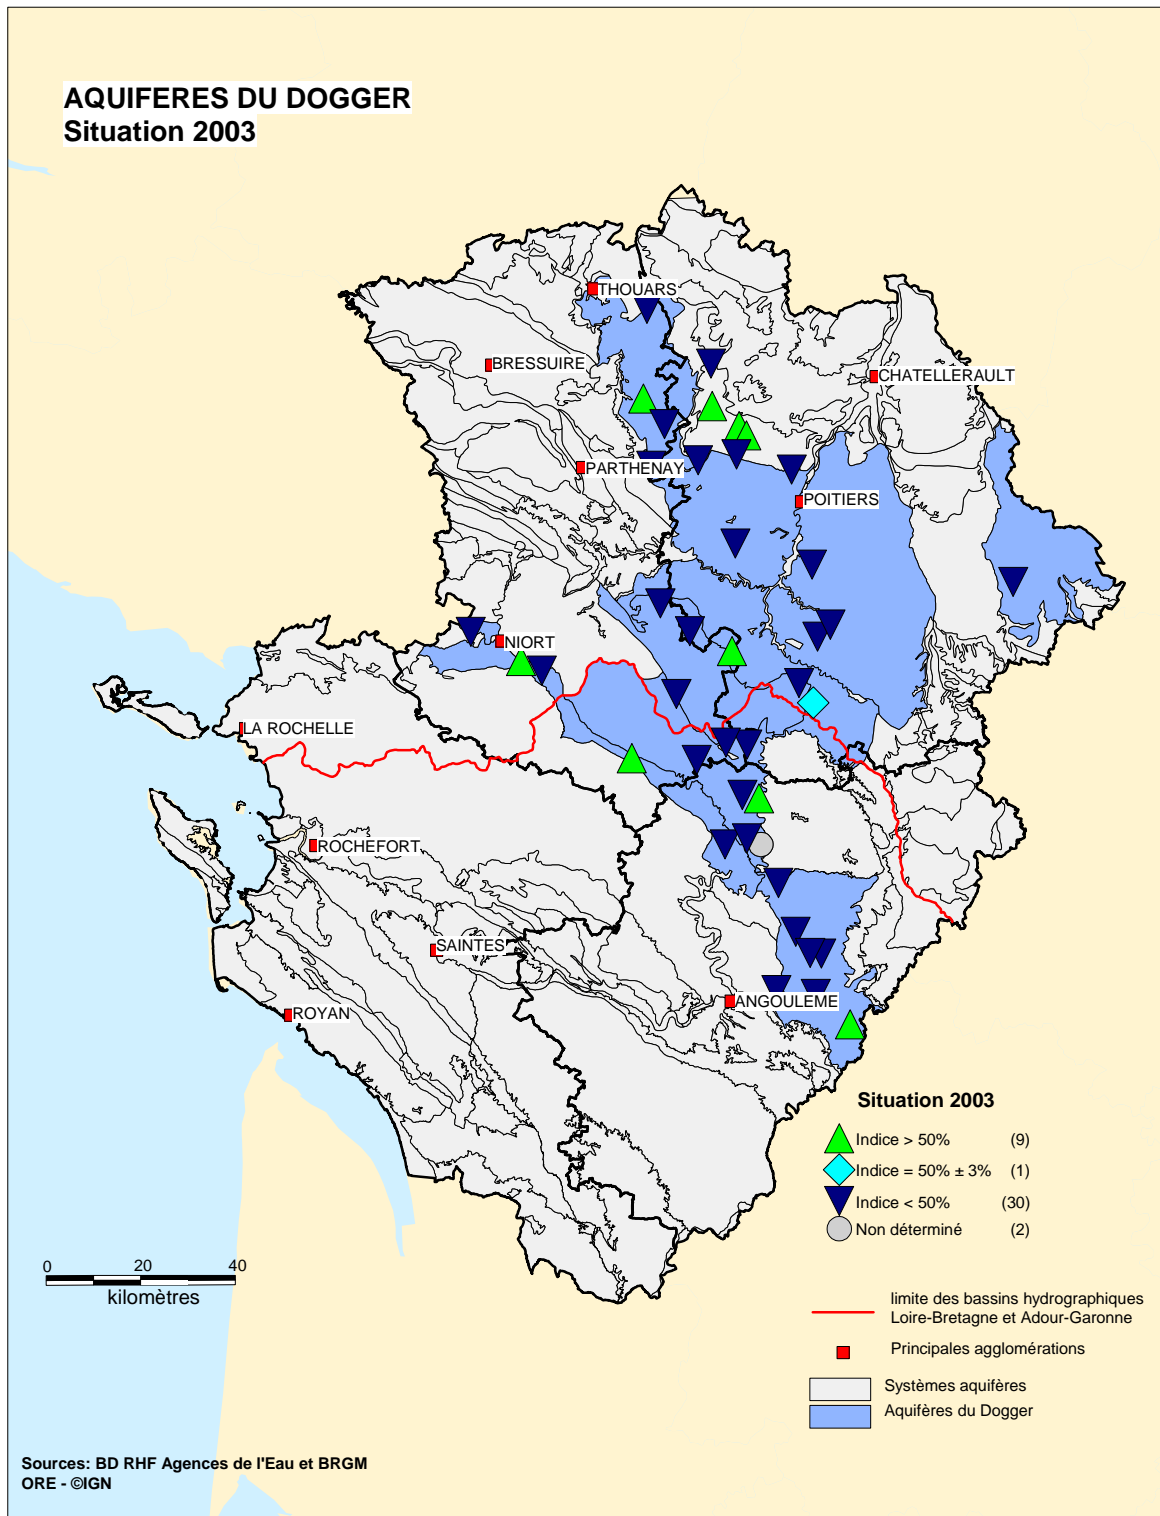 AQUIFERES DU DOGGER
Situation 2003
THOUARS
BRESSUIRE
CHATELLERAULT
PARTHENAY
POITIERS
NIORT
LA ROCHELLE
ROCHEFORT
SAINTES
ANGOULEME
ROYAN
Situation 2003
Indice > 50% (9)
Indice = 50% ± 3% (1)
Indice < 50% (30)
Non déterminé (2)
0 20 40
kilomètres
limite des bassins hydrographiques
Loire-Bretagne et Adour-Garonne
Principales agglomérations
Systèmes aquifères
Aquifères du Dogger
Sources: BD RHF Agences de l'Eau et BRGM
ORE - ©IGN